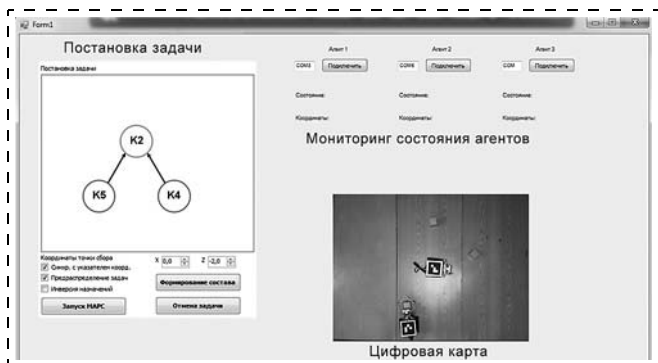 Form1
Постановка задачи
Постановка задачи
K2
K5
K4
Координаты точки сбора
X 0,0
Z -2,0
Синхр. с указателем коорд.
Предраспределение задач
Инверсия назначений
Формирование состава
Запуск МАРС
Отмена задачи
Агент 1
Агент 2
Агент 3
COM3 Подключить
COM6 Подключить
COM Подключить
Состояние:
Состояние:
Состояние:
Координаты:
Координаты:
Координаты:
Мониторинг состояния агентов
Цифровая карта